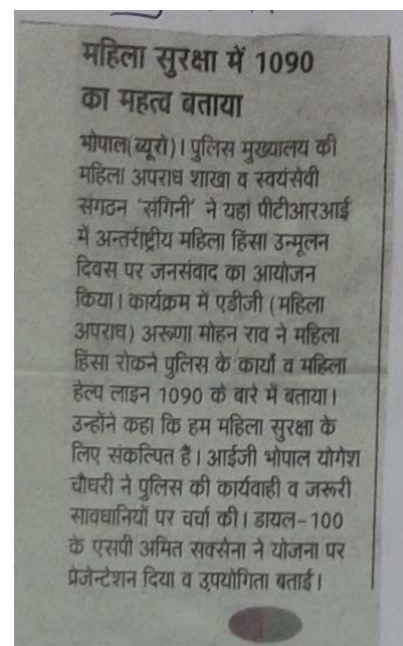 महिला सुरक्षा में 1090
का महत्व बताया
भोपाल(ब्यूरो)। पुलिस मुख्यालय की
महिला अपराध शाखा व स्वयंसेवी
संगठन 'संगिनी' ने यहां पीटीआरआई
में अन्तर्राष्ट्रीय महिला हिंसा उन्मूलन
दिवस पर जनसंवाद का आयोजन
किया। कार्यक्रम में एडीजी (महिला
अपराध) अरूणा मोहन राव ने महिला
हिंसा रोकने पुलिस के कार्यों व महिला
हेल्प लाइन 1090 के बारे में बताया।
उन्होंने कहा कि हम महिला सुरक्षा के
लिए संकल्पित हैं। आईजी भोपाल योगेश
चौधरी ने पुलिस की कार्यवाही व जरूरी
सावधानियों पर चर्चा की। डायल-100
के एसपी अमित सक्सेना ने योजना पर
प्रेजेन्टेशन दिया व उपयोगिता बताई।